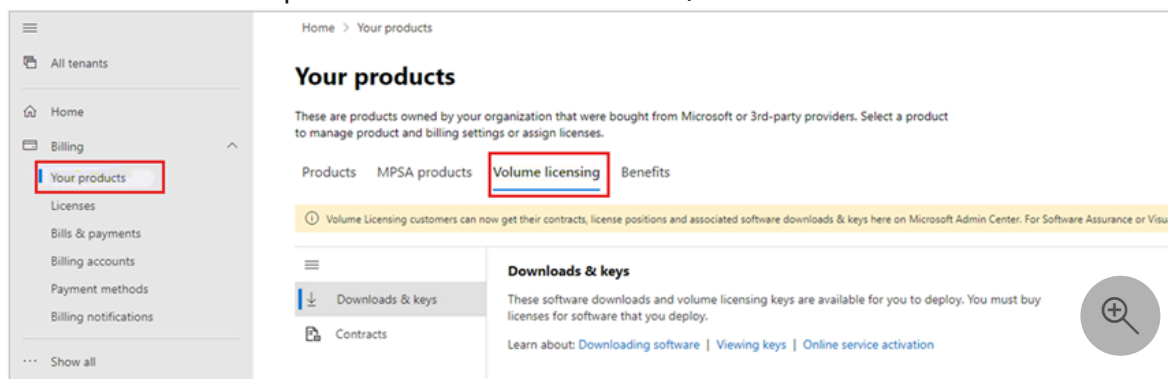 All tenants
Home
Billing
Your products
Licenses
Bills & payments
Billing accounts
Payment methods
Billing notifications
Show all
Home > Your products
Your products
These are products owned by your organization that were bought from Microsoft or 3rd-party providers. Select a product
to manage product and billing settings or assign licenses.
Products MPSA products Volume licensing Benefits
Volume Licensing customers can now get their contracts, license positions and associated software downloads & keys here on Microsoft Admin Center. For Software Assurance or Visu
Downloads & keys
Contracts
Downloads & keys
These software downloads and volume licensing keys are available for you to deploy. You must buy
licenses for software that you deploy.
Learn about: Downloading software | Viewing keys | Online service activation